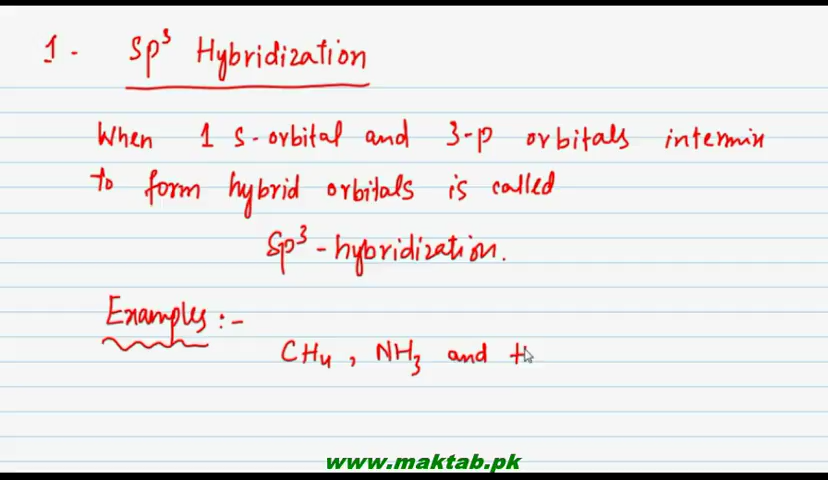 1- Sp³ Hybridization
When 1 s-orbital and 3-p orbitals intermix
to form hybrid orbitals is called
Sp³-hybridization.
Examples:-
CH₄, NH₃ and
www.maktab.pk